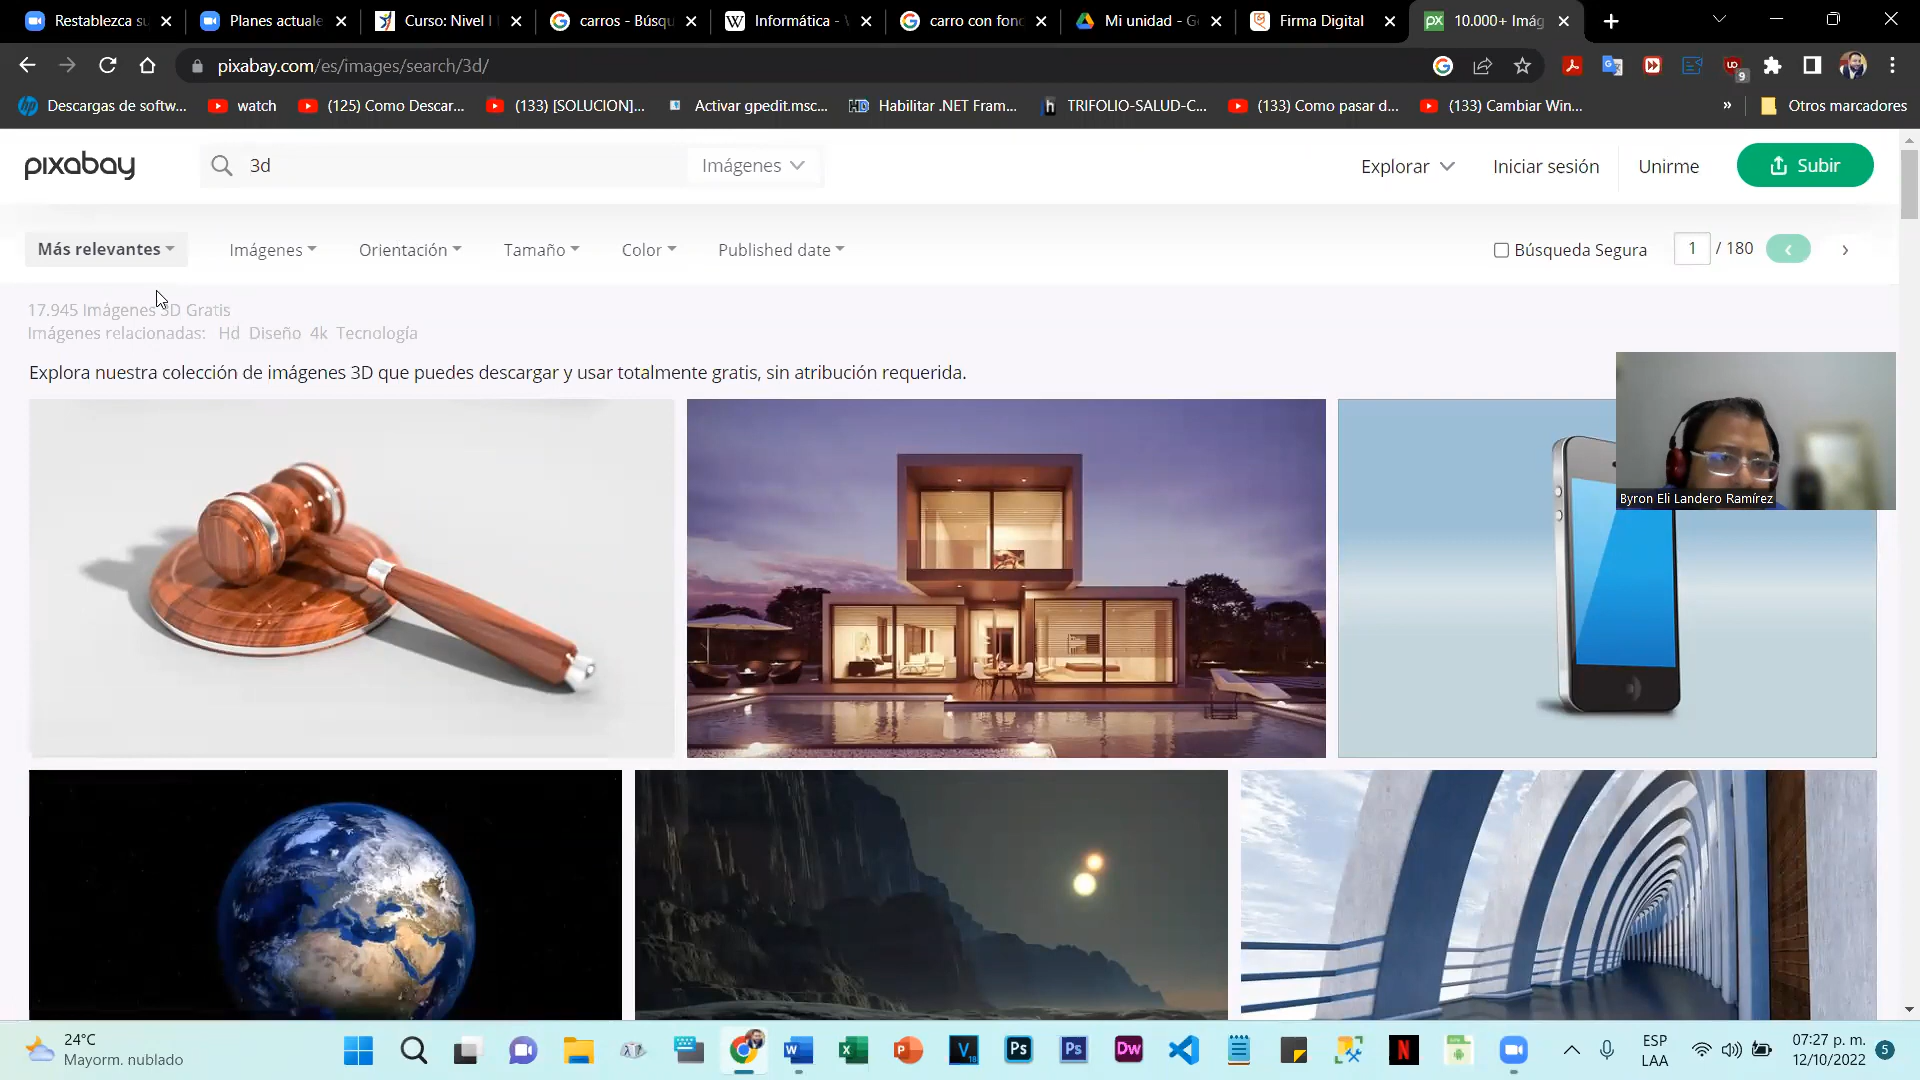 Restablezca su
Planes actuale
Curso: Nivel I
carros - Búsqu
Informática - V
carro con fond
Mi unidad - Go
Firma Digital
10.000+ Imág
pixabay.com/es/images/search/3d/
9
Descargas de softw...
watch
(125) Como Descar...
(133) [SOLUCION]...
Activar gpedit.msc...
Habilitar .NET Fram...
TRIFOLIO-SALUD-C...
(133) Como pasar d...
(133) Cambiar Win...
»
Otros marcadores
pixabay
3d
Imágenes
Explorar
Iniciar sesión
Unirme
Subir
Más relevantes
Imágenes
Orientación
Tamaño
Color
Published date
Búsqueda Segura
1 / 180
17.945 Imágenes 3D Gratis
Imágenes relacionadas: Hd Diseño 4k Tecnología
Explora nuestra colección de imágenes 3D que puedes descargar y usar totalmente gratis, sin atribución requerida.
Byron Eli Landero Ramírez
24°C
Mayorm. nublado
ESP
LAA
07:27 p. m.
12/10/2022
5